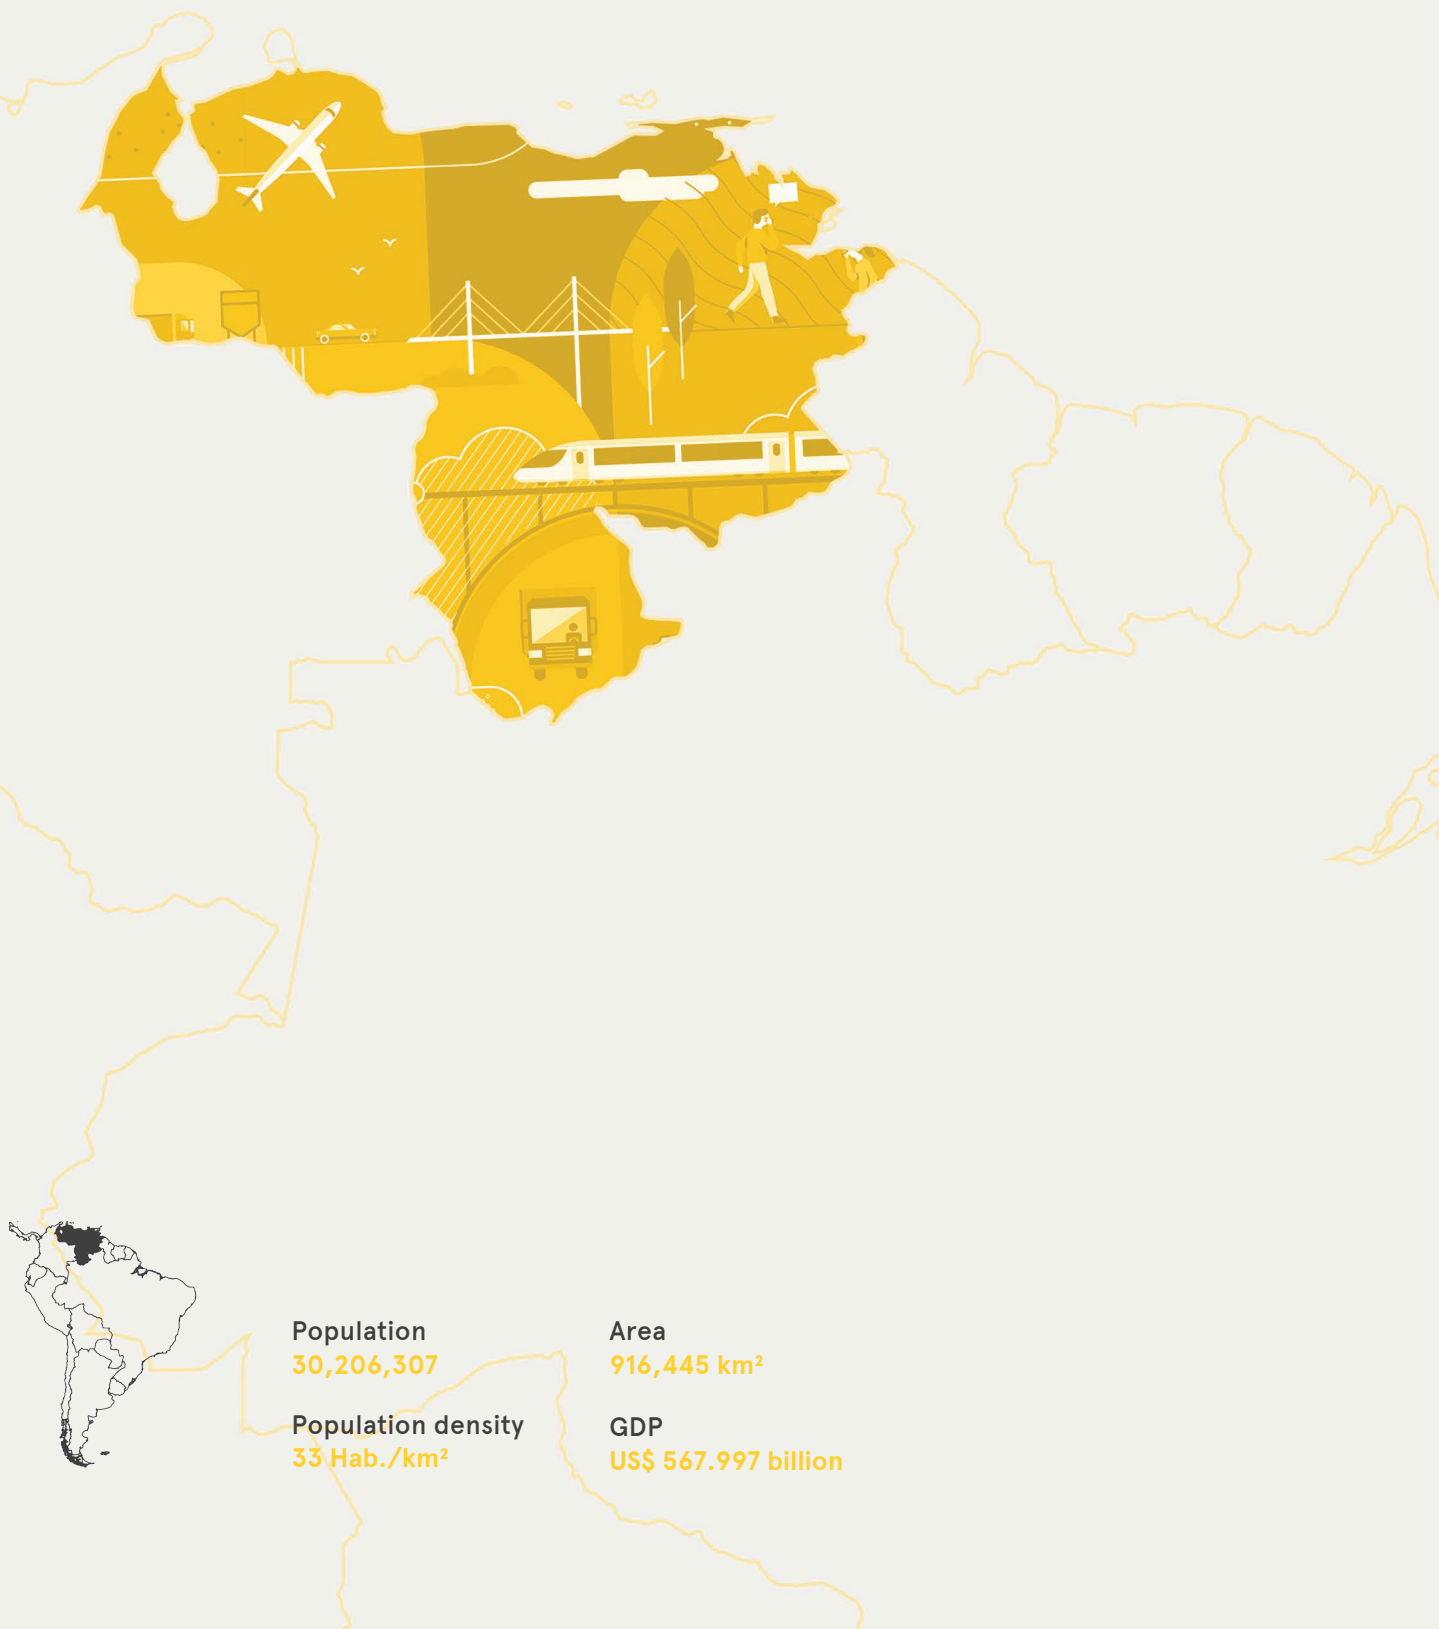 Population
30,206,307
Area
916,445 km²
Population density
33 Hab./km²
GDP
US$ 567.997 billion